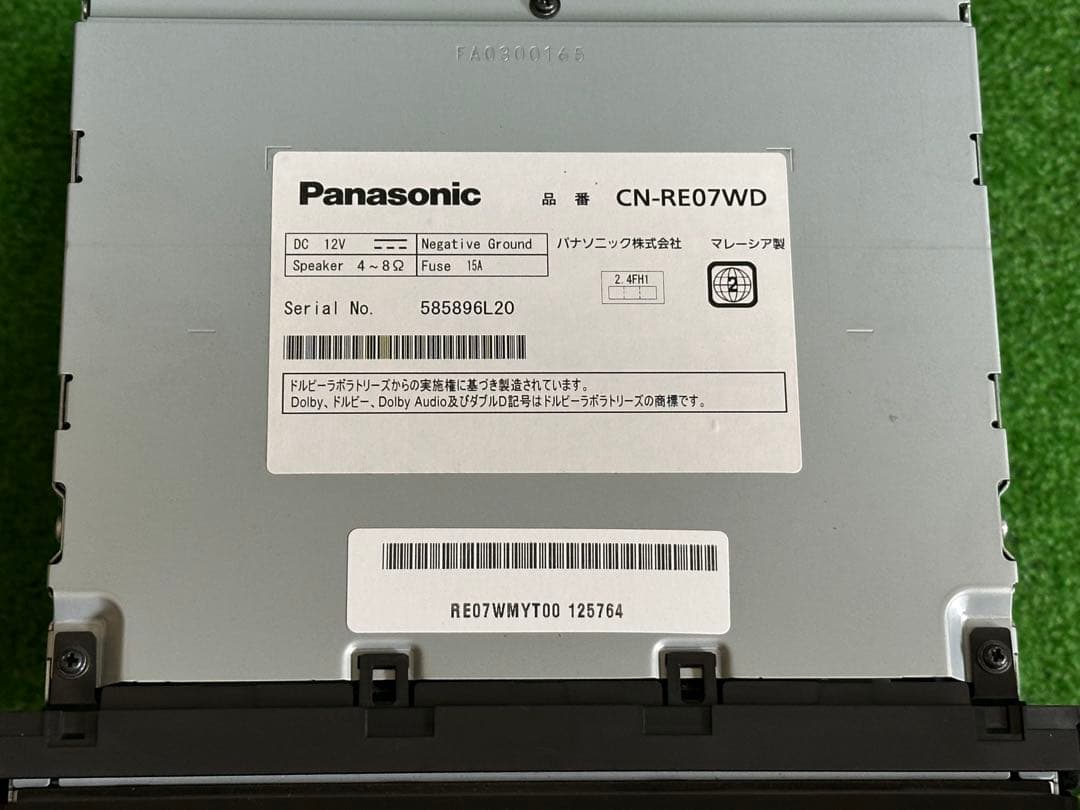 FA0300165
Panasonic 品番 CN-RE07WD
DC 12V Negative Ground パナソニック株式会社 マレーシア製
Speaker 4~8Ω Fuse 15A
2.4FH1
2
Serial No. 585896L20
ドルビーラボラトリーズからの実施権に基づき製造されています。
Dolby、ドルビー、Dolby Audio及びダブルD記号はドルビーラボラトリーズの商標です。
RE07WMYT00 125764